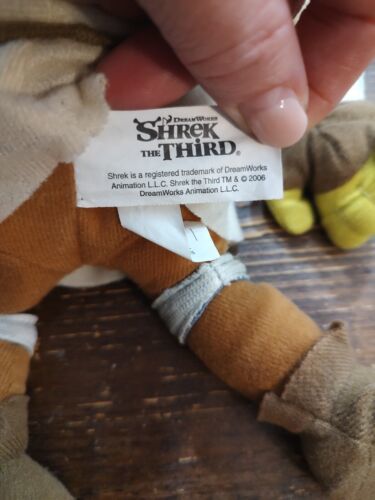 DREAMWORKS
SHREK
THE THIRD®
Shrek is a registered trademark of DreamWorks
Animation L.L.C. Shrek the Third TM & © 2006
DreamWorks Animation L.L.C.